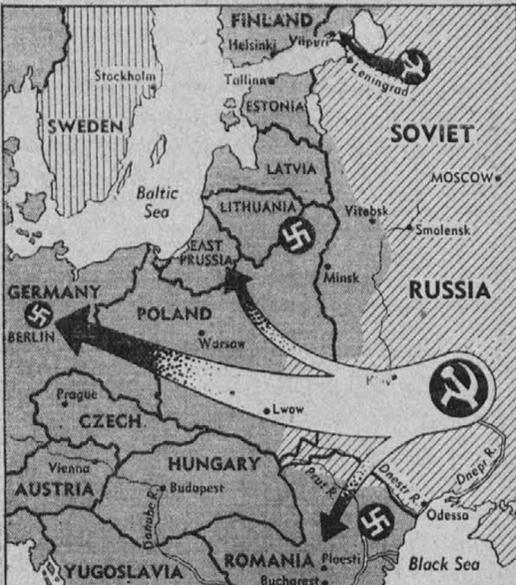 FINLAND
Helsinki
Viipuri
Leningrad
Stockholm
Tallinn
ESTONIA
SWEDEN
SOVIET
LATVIA
MOSCOW
Baltic
Sea
LITHUANIA
Vitebsk
Smolensk
EAST
PRUSSIA
Minsk
GERMANY
RUSSIA
POLAND
BERLIN
Warsaw
Prague
Lwow
CZECH.
Vienna
HUNGARY
Prut R.
Dnestr R.
Dnepr R.
AUSTRIA
Budapest
Danube R.
Odessa
ROMANIA
Ploesti
Black Sea
YUGOSLAVIA
Bucharest